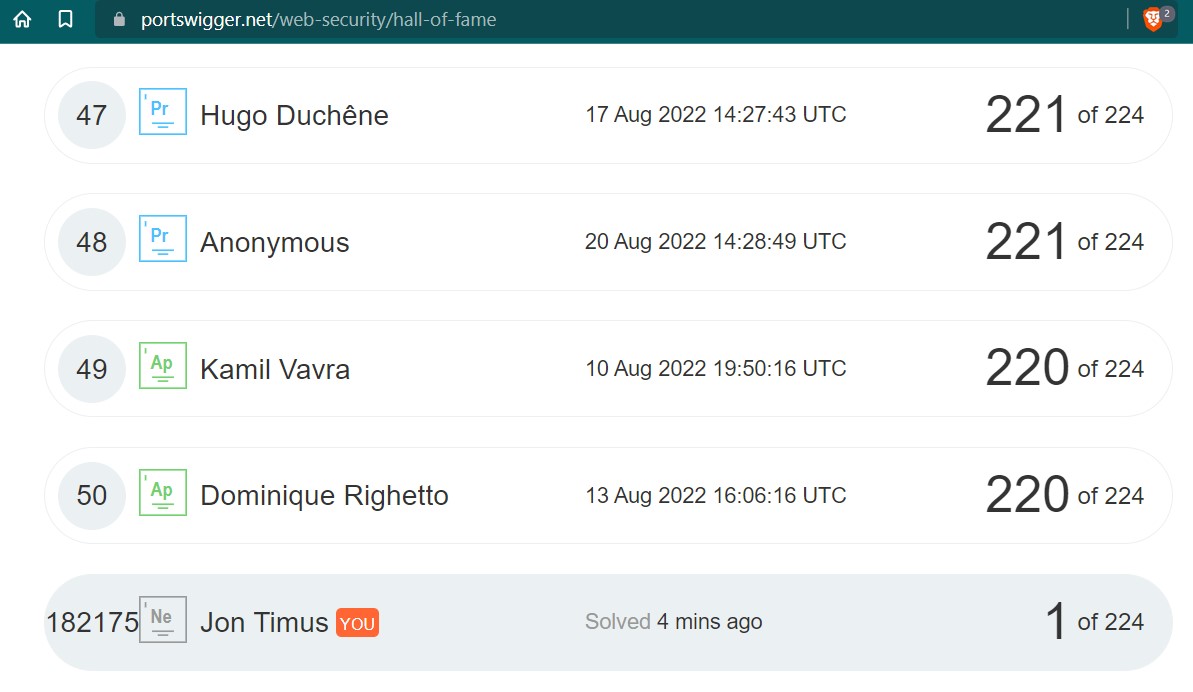 portswigger.net/web-security/hall-of-fame 2
47 Pr Hugo Duchêne 17 Aug 2022 14:27:43 UTC 221 of 224
48 Pr Anonymous 20 Aug 2022 14:28:49 UTC 221 of 224
49 Ap Kamil Vavra 10 Aug 2022 19:50:16 UTC 220 of 224
50 Ap Dominique Righetto 13 Aug 2022 16:06:16 UTC 220 of 224
182175 Ne Jon Timus YOU Solved 4 mins ago 1 of 224